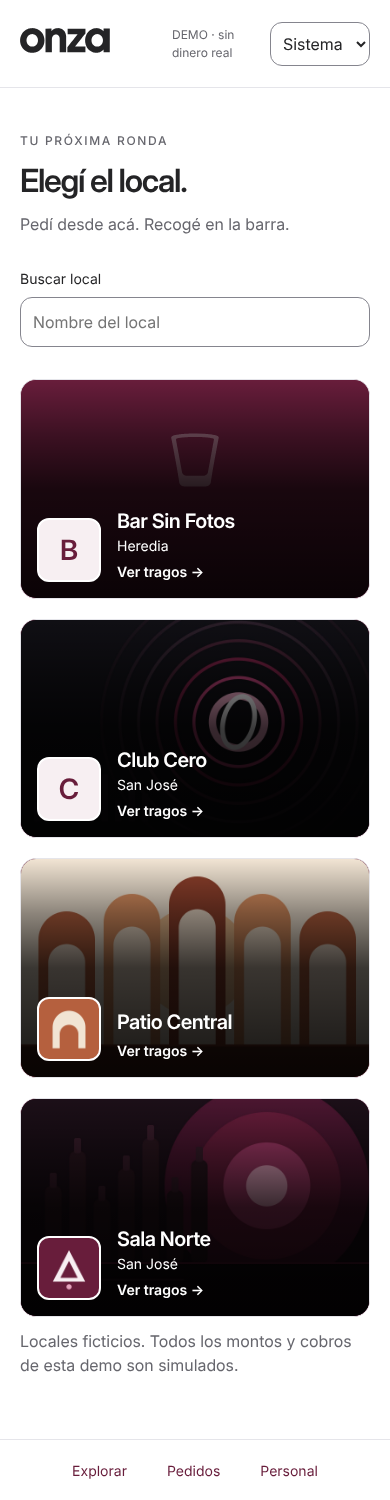 onza
DEMO · sin
dinero real
Sistema
TU PRÓXIMA RONDA
Elegí el local.
Pedí desde acá. Recogé en la barra.
Buscar local
Nombre del local
B
Bar Sin Fotos
Heredia
Ver tragos →
C
Club Cero
San José
Ver tragos →
Patio Central
Ver tragos →
Sala Norte
San José
Ver tragos →
Locales ficticios. Todos los montos y cobros
de esta demo son simulados.
Explorar Pedidos Personal